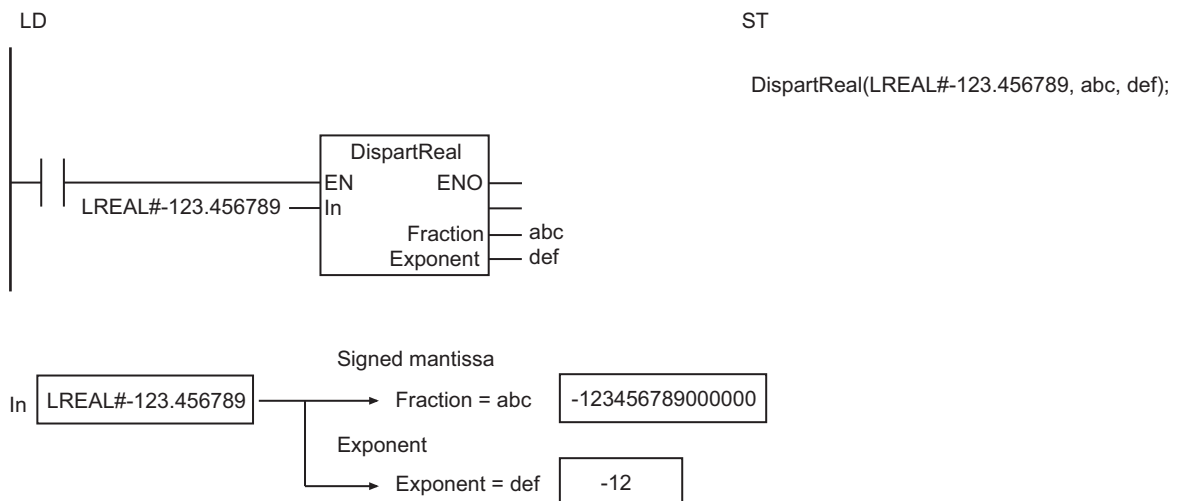 LD
ST
DispartReal(LREAL#-123.456789, abc, def);
DispartReal
EN ENO
LREAL#-123.456789 In
Fraction abc
Exponent def
Signed mantissa
In LREAL#-123.456789 Fraction = abc -123456789000000
Exponent
Exponent = def -12